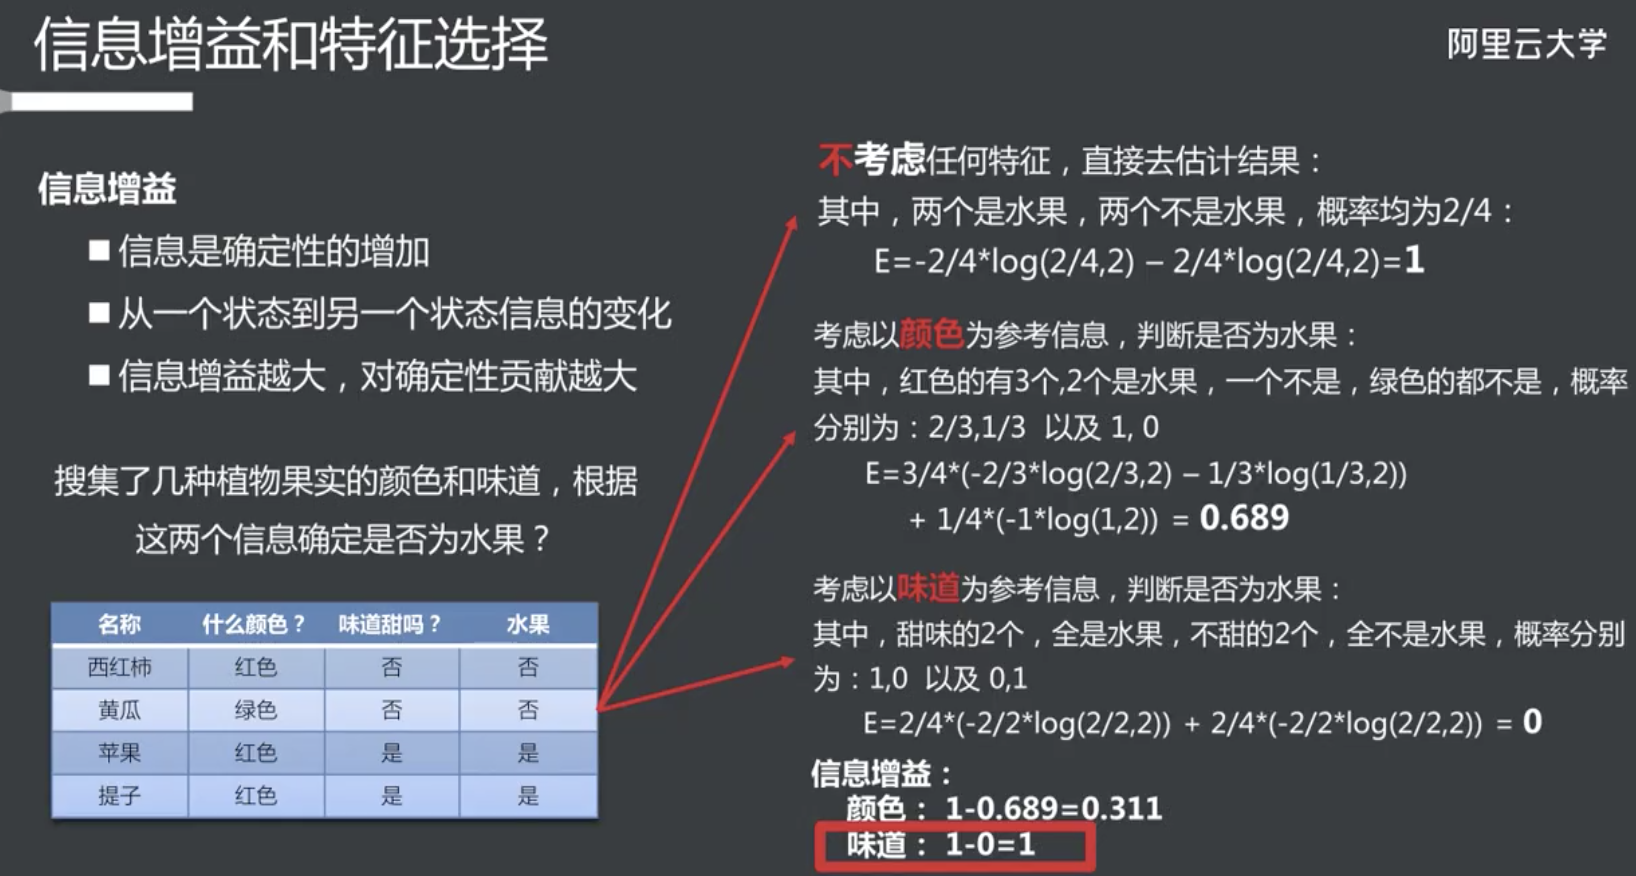 信息增益和特征选择
阿里云大学
信息增益
■ 信息是确定性的增加
■ 从一个状态到另一个状态信息的变化
■ 信息增益越大，对确定性贡献越大
搜集了几种植物果实的颜色和味道，根据
这两个信息确定是否为水果？
名称 什么颜色？ 味道甜吗？ 水果
西红柿 红色 否 否
黄瓜 绿色 否 否
苹果 红色 是 是
提子 红色 是 是
不考虑任何特征，直接去估计结果：
其中，两个是水果，两个不是水果，概率均为2/4：
E=-2/4*log(2/4,2) – 2/4*log(2/4,2)=1
考虑以颜色为参考信息，判断是否为水果：
其中，红色的有3个,2个是水果，一个不是，绿色的都不是，概率
分别为：2/3,1/3 以及 1, 0
E=3/4*(-2/3*log(2/3,2) – 1/3*log(1/3,2))
+ 1/4*(-1*log(1,2)) = 0.689
考虑以味道为参考信息，判断是否为水果：
其中，甜味的2个，全是水果，不甜的2个，全不是水果，概率分别
为：1,0 以及 0,1
E=2/4*(-2/2*log(2/2,2)) + 2/4*(-2/2*log(2/2,2)) = 0
信息增益：
颜色： 1-0.689=0.311
味道： 1-0=1